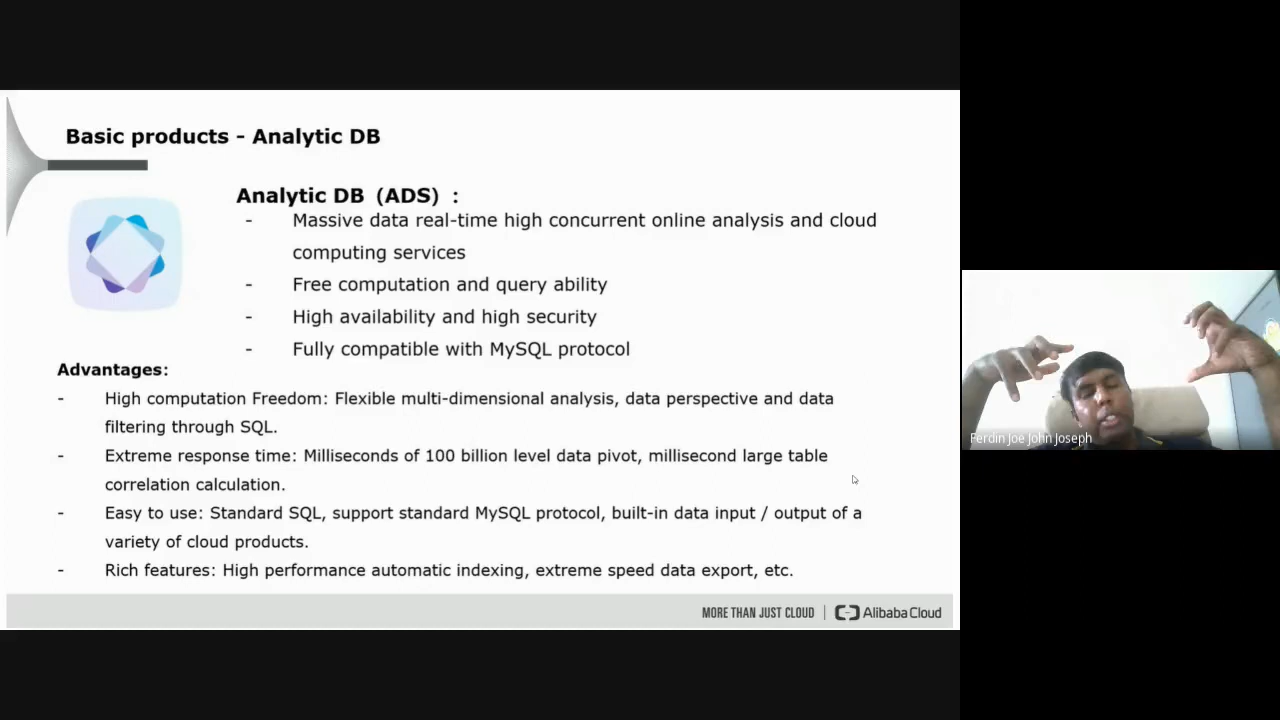 Basic products - Analytic DB
Analytic DB (ADS) :
- Massive data real-time high concurrent online analysis and cloud
computing services
- Free computation and query ability
- High availability and high security
- Fully compatible with MySQL protocol
Advantages:
- High computation Freedom: Flexible multi-dimensional analysis, data perspective and data
filtering through SQL.
- Extreme response time: Milliseconds of 100 billion level data pivot, millisecond large table
correlation calculation.
- Easy to use: Standard SQL, support standard MySQL protocol, built-in data input / output of a
variety of cloud products.
- Rich features: High performance automatic indexing, extreme speed data export, etc.
MORE THAN JUST CLOUD | Alibaba Cloud
Ferdin Joe John Joseph